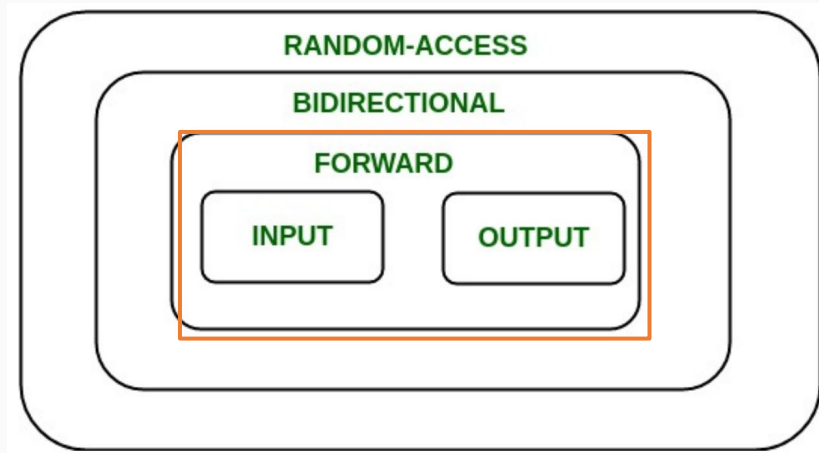 RANDOM-ACCESS
BIDIRECTIONAL
FORWARD
INPUT OUTPUT